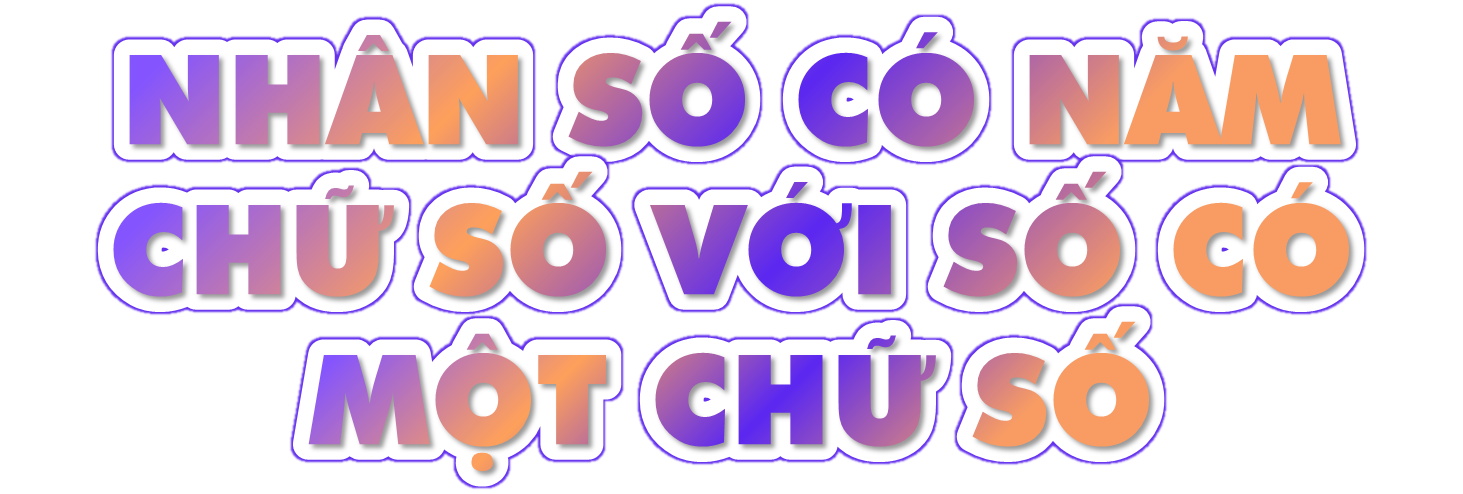 NHÂN SỐ CÓ NĂM
CHỮ SỐ VỚI SỐ CÓ
MỘT CHỮ SỐ